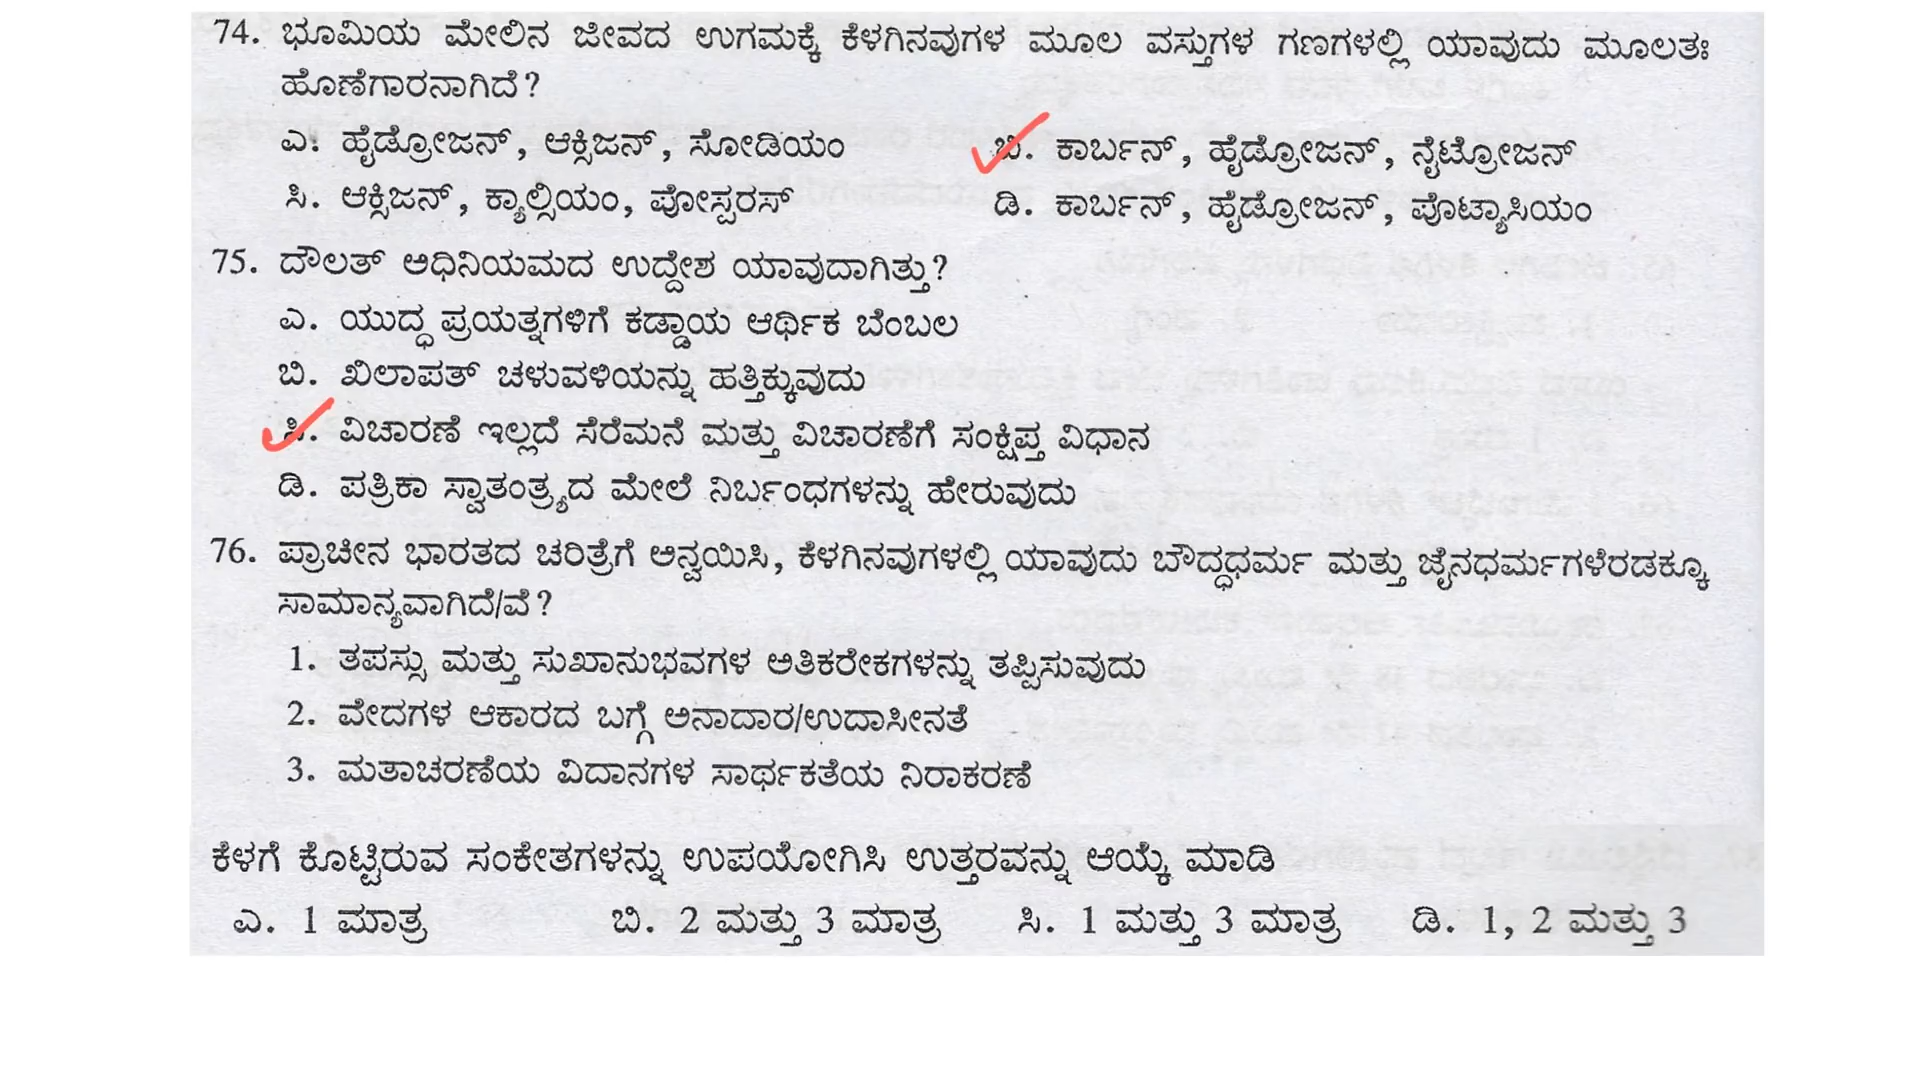 74. ಭೂಮಿಯ ಮೇಲಿನ ಜೀವದ ಉಗಮಕ್ಕೆ ಕೆಳಗಿನವುಗಳ ಮೂಲ ವಸ್ತುಗಳ ಗಣಗಳಲ್ಲಿ ಯಾವುದು ಮೂಲತಃ
ಹೊಣೆಗಾರನಾಗಿದೆ?
ಎ. ಹೈಡ್ರೋಜನ್, ಆಕ್ಸಿಜನ್, ಸೋಡಿಯಂ ಬಿ. ಕಾರ್ಬನ್, ಹೈಡ್ರೋಜನ್, ನೈಟ್ರೋಜನ್
ಸಿ. ಆಕ್ಸಿಜನ್, ಕ್ಯಾಲ್ಸಿಯಂ, ಪೋಸ್ಪರಸ್ ಡಿ. ಕಾರ್ಬನ್, ಹೈಡ್ರೋಜನ್, ಪೊಟ್ಯಾಸಿಯಂ
75. ದೌಲತ್ ಅಧಿನಿಯಮದ ಉದ್ದೇಶ ಯಾವುದಾಗಿತ್ತು?
ಎ. ಯುದ್ಧ ಪ್ರಯತ್ನಗಳಿಗೆ ಕಡ್ಡಾಯ ಆರ್ಥಿಕ ಬೆಂಬಲ
ಬಿ. ಖಿಲಾಪತ್ ಚಳುವಳಿಯನ್ನು ಹತ್ತಿಕ್ಕುವುದು
ಸಿ. ವಿಚಾರಣೆ ಇಲ್ಲದೆ ಸೆರೆಮನೆ ಮತ್ತು ವಿಚಾರಣೆಗೆ ಸಂಕ್ಷಿಪ್ತ ವಿಧಾನ
ಡಿ. ಪತ್ರಿಕಾ ಸ್ವಾತಂತ್ರ್ಯದ ಮೇಲೆ ನಿರ್ಬಂಧಗಳನ್ನು ಹೇರುವುದು
76. ಪ್ರಾಚೀನ ಭಾರತದ ಚರಿತ್ರೆಗೆ ಅನ್ವಯಿಸಿ, ಕೆಳಗಿನವುಗಳಲ್ಲಿ ಯಾವುದು ಬೌದ್ಧಧರ್ಮ ಮತ್ತು ಜೈನಧರ್ಮಗಳೆರಡಕ್ಕೂ
ಸಾಮಾನ್ಯವಾಗಿದೆ/ವೆ?
1. ತಪಸ್ಸು ಮತ್ತು ಸುಖಾನುಭವಗಳ ಅತಿಕರೇಕಗಳನ್ನು ತಪ್ಪಿಸುವುದು
2. ವೇದಗಳ ಆಕಾರದ ಬಗ್ಗೆ ಅನಾದಾರ/ಉದಾಸೀನತೆ
3. ಮತಾಚರಣೆಯ ವಿದಾನಗಳ ಸಾರ್ಥಕತೆಯ ನಿರಾಕರಣೆ
ಕೆಳಗೆ ಕೊಟ್ಟಿರುವ ಸಂಕೇತಗಳನ್ನು ಉಪಯೋಗಿಸಿ ಉತ್ತರವನ್ನು ಆಯ್ಕೆ ಮಾಡಿ
ಎ. 1 ಮಾತ್ರ ಬಿ. 2 ಮತ್ತು 3 ಮಾತ್ರ ಸಿ. 1 ಮತ್ತು 3 ಮಾತ್ರ ಡಿ. 1, 2 ಮತ್ತು 3